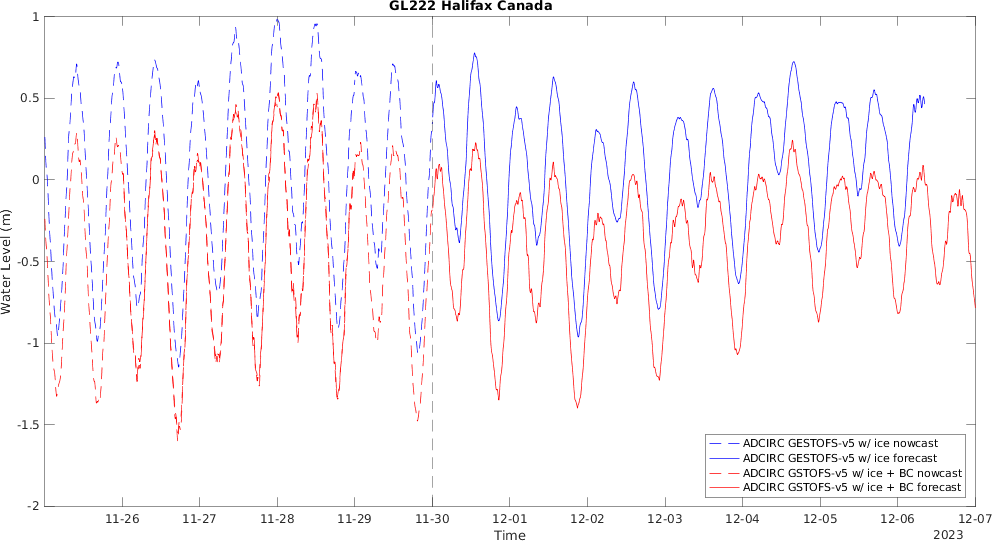 GL222 Halifax Canada
Water Level (m)
1
0.5
0
-0.5
-1
-1.5
-2
ADCIRC GESTOFS-v5 w/ ice nowcast
ADCIRC GESTOFS-v5 w/ ice forecast
ADCIRC GSTOFS-v5 w/ ice + BC nowcast
ADCIRC GSTOFS-v5 w/ ice + BC forecast
11-26 11-27 11-28 11-29 11-30 12-01 12-02 12-03 12-04 12-05 12-06 12-07
Time
2023